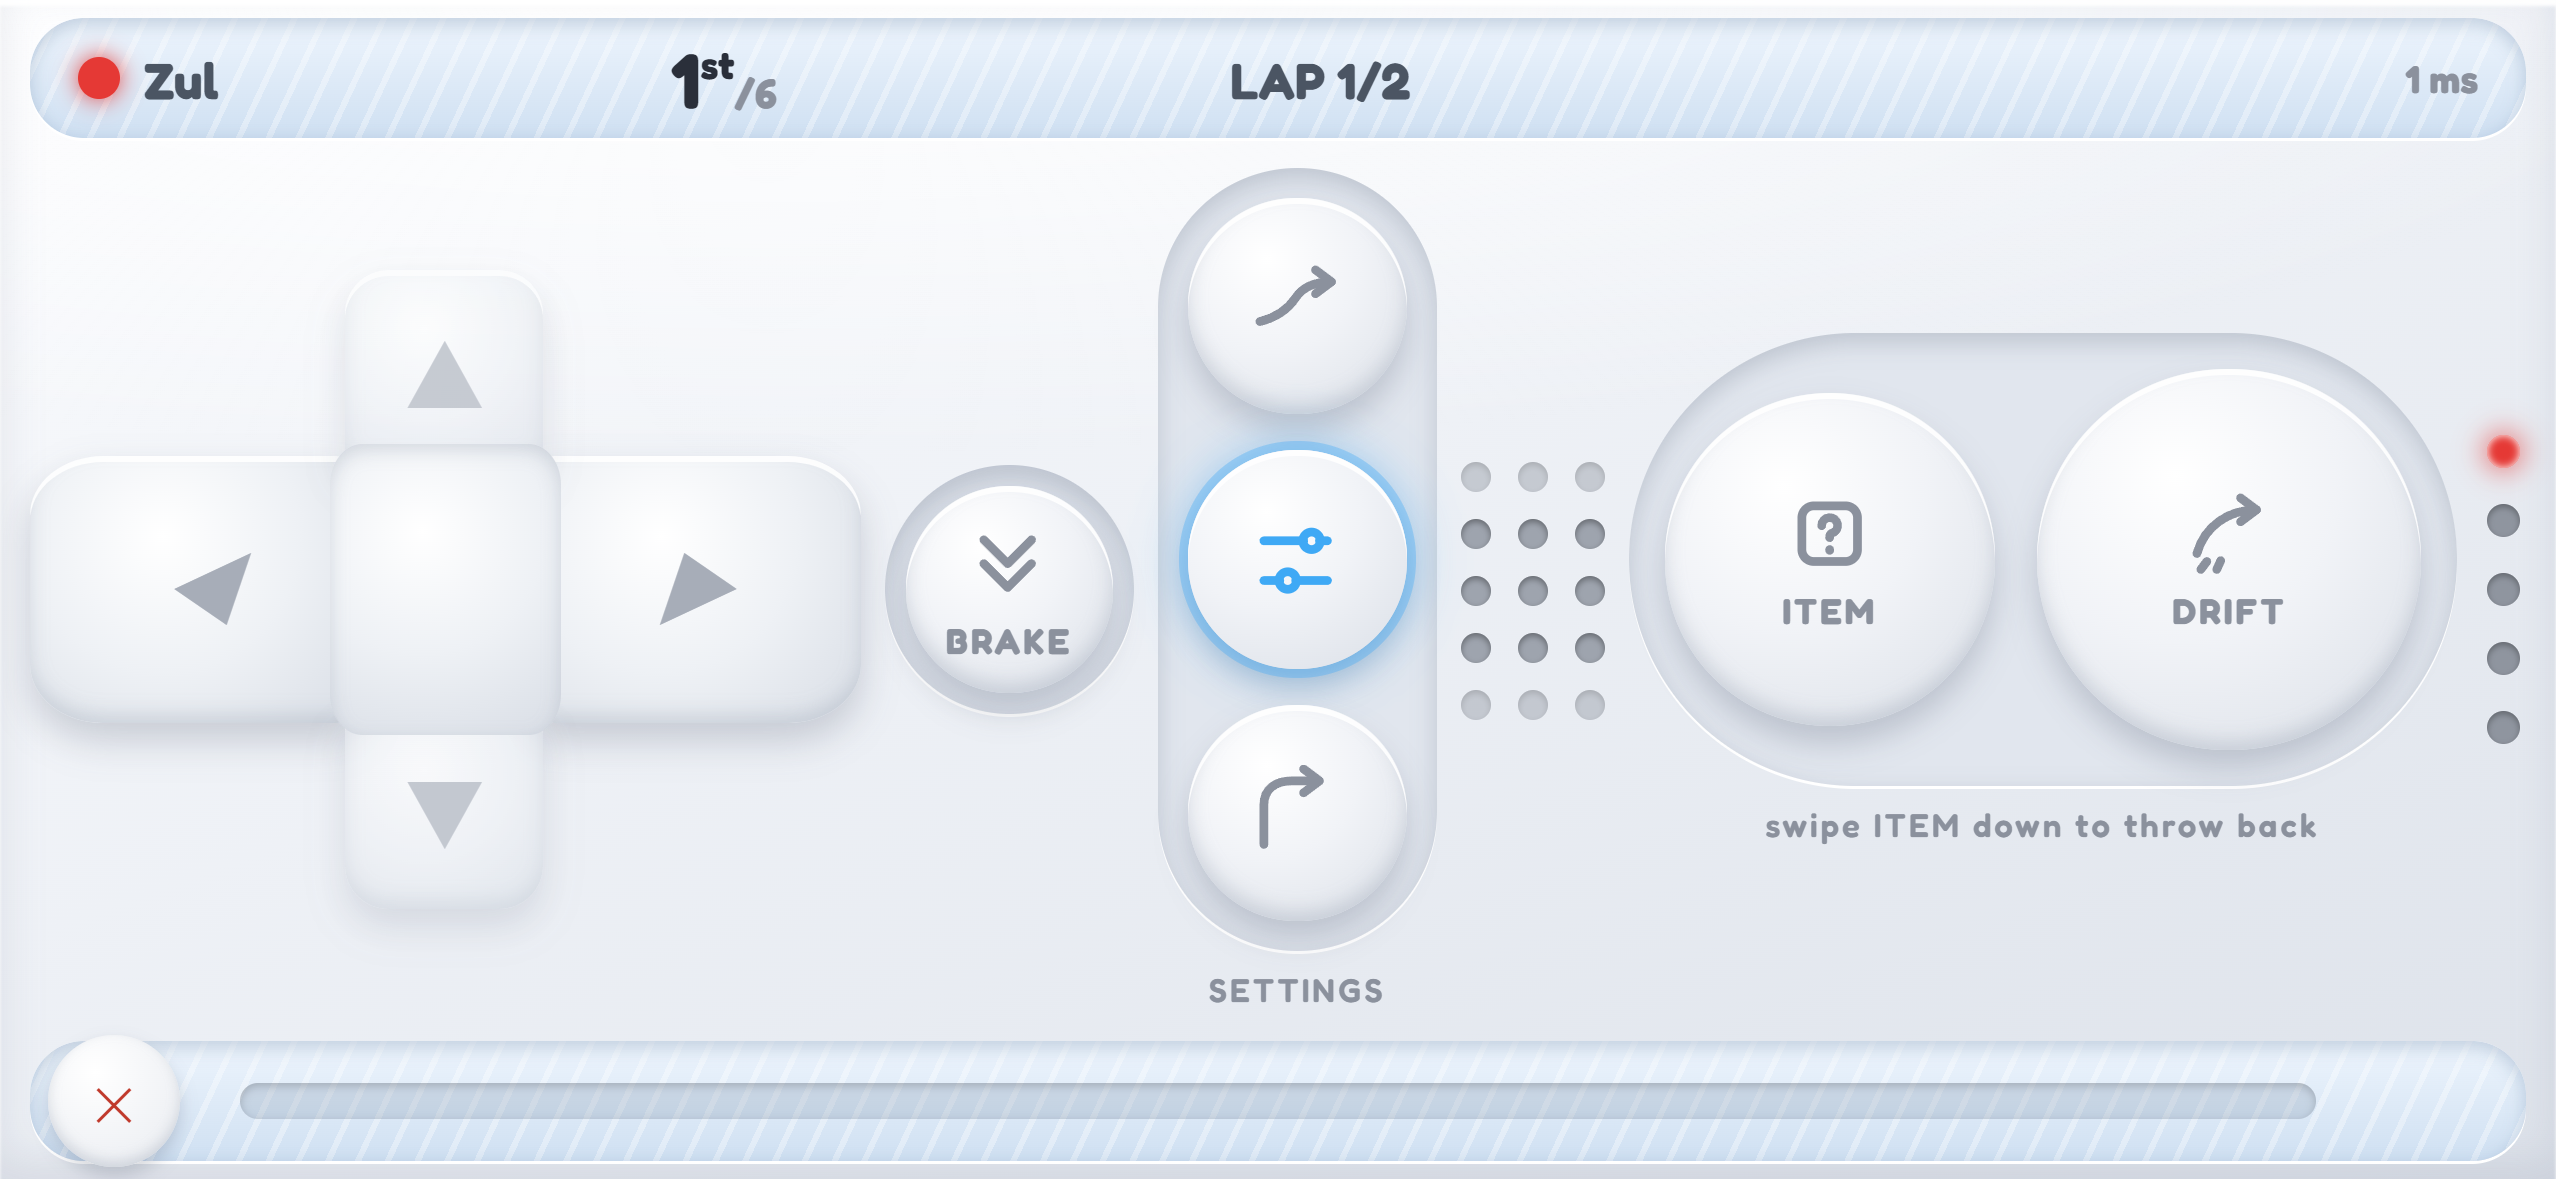 Zul
1st/6
LAP 1/2
1 ms
BRAKE
ITEM
DRIFT
swipe ITEM down to throw back
SETTINGS